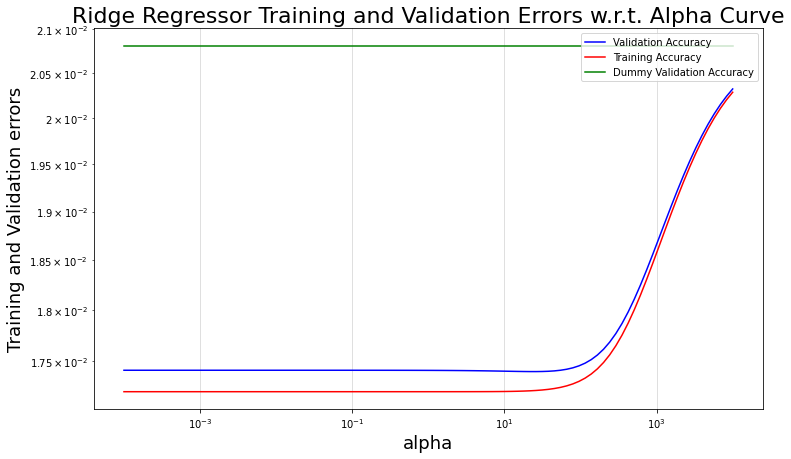 Ridge Regressor Training and Validation Errors w.r.t. Alpha Curve
Validation Accuracy
Training Accuracy
Dummy Validation Accuracy
Training and Validation errors
2.1 × 10⁻²
2.05 × 10⁻²
2 × 10⁻²
1.95 × 10⁻²
1.9 × 10⁻²
1.85 × 10⁻²
1.8 × 10⁻²
1.75 × 10⁻²
10⁻³ 10⁻¹ 10¹ 10³
alpha